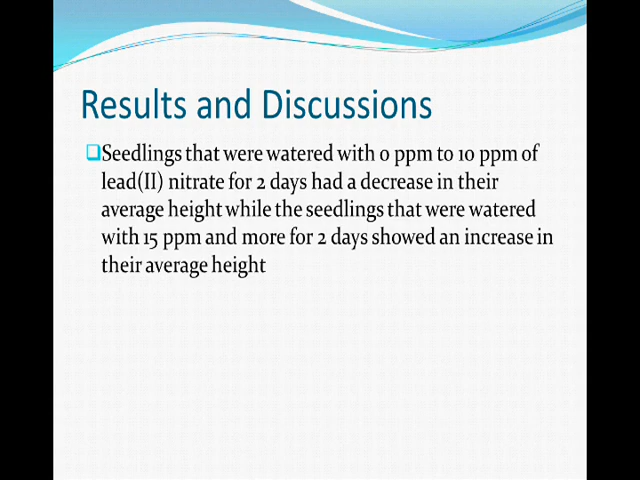 Results and Discussions
Seedlings that were watered with 0 ppm to 10 ppm of
lead(II) nitrate for 2 days had a decrease in their
average height while the seedlings that were watered
with 15 ppm and more for 2 days showed an increase in
their average height